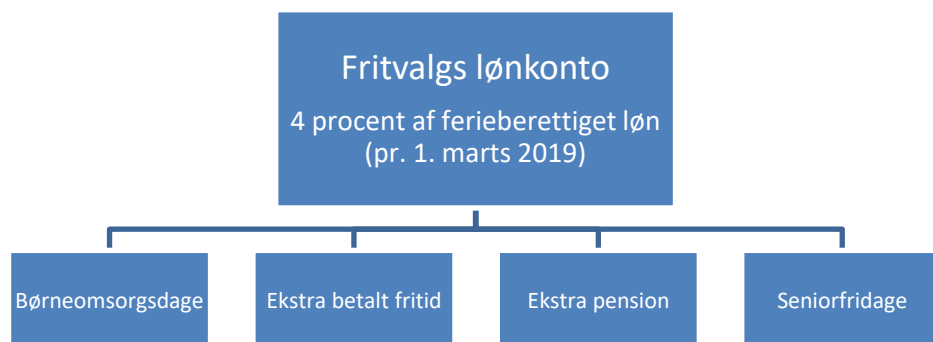 Fritvalgs lønkonto
4 procent af ferieberettiget løn
(pr. 1. marts 2019)
Børneomsorgsdage
Ekstra betalt fritid
Ekstra pension
Seniorfridage